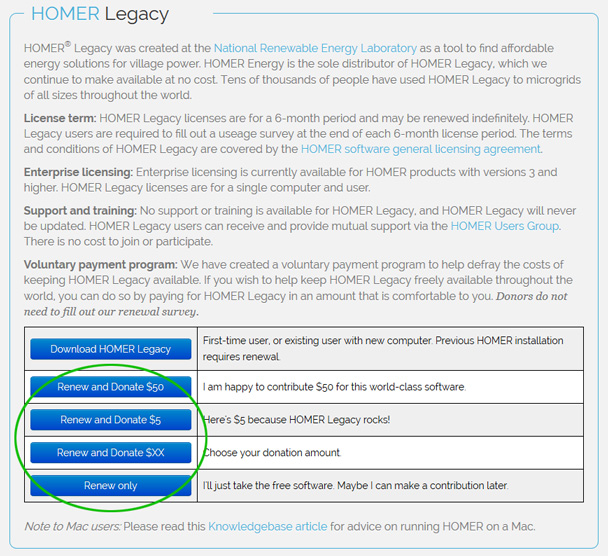 HOMER Legacy
HOMER® Legacy was created at the National Renewable Energy Laboratory as a tool to find affordable
energy solutions for village power. HOMER Energy is the sole distributor of HOMER Legacy, which we
continue to make available at no cost. Tens of thousands of people have used HOMER Legacy to microgrids
of all sizes throughout the world.
License term: HOMER Legacy licenses are for a 6-month period and may be renewed indefinitely. HOMER
Legacy users are required to fill out a useage survey at the end of each 6-month license period. The terms
and conditions of HOMER Legacy are covered by the HOMER software general licensing agreement.
Enterprise licensing: Enterprise licensing is currently available for HOMER products with versions 3 and
higher. HOMER Legacy licenses are for a single computer and user.
Support and training: No support or training is available for HOMER Legacy, and HOMER Legacy will never
be updated. HOMER Legacy users can receive and provide mutual support via the HOMER Users Group.
There is no cost to join or participate.
Voluntary payment program: We have created a voluntary payment program to help defray the costs of
keeping HOMER Legacy available. If you wish to help keep HOMER Legacy freely available throughout the
world, you can do so by paying for HOMER Legacy in an amount that is comfortable to you. Donors do not
need to fill out our renewal survey.
Download HOMER Legacy
First-time user, or existing user with new computer. Previous HOMER installation
requires renewal.
Renew and Donate $50
I am happy to contribute $50 for this world-class software.
Renew and Donate $5
Here's $5 because HOMER Legacy rocks!
Renew and Donate $XX
Choose your donation amount.
Renew only
I'll just take the free software. Maybe I can make a contribution later.
Note to Mac users: Please read this Knowledgebase article for advice on running HOMER on a Mac.